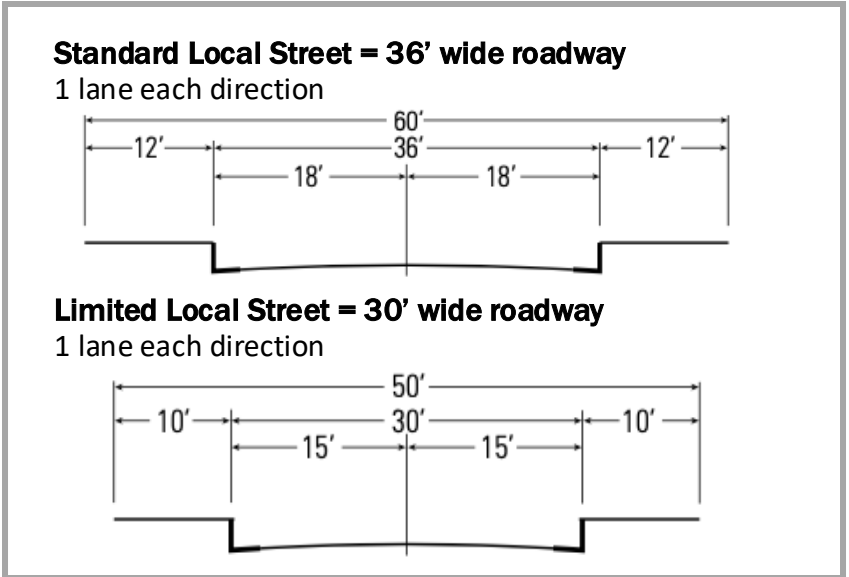 Standard Local Street = 36’ wide roadway
1 lane each direction
60′
12′ 36′ 12′
18′ 18′
Limited Local Street = 30’ wide roadway
1 lane each direction
50′
10′ 30′ 10′
15′ 15′